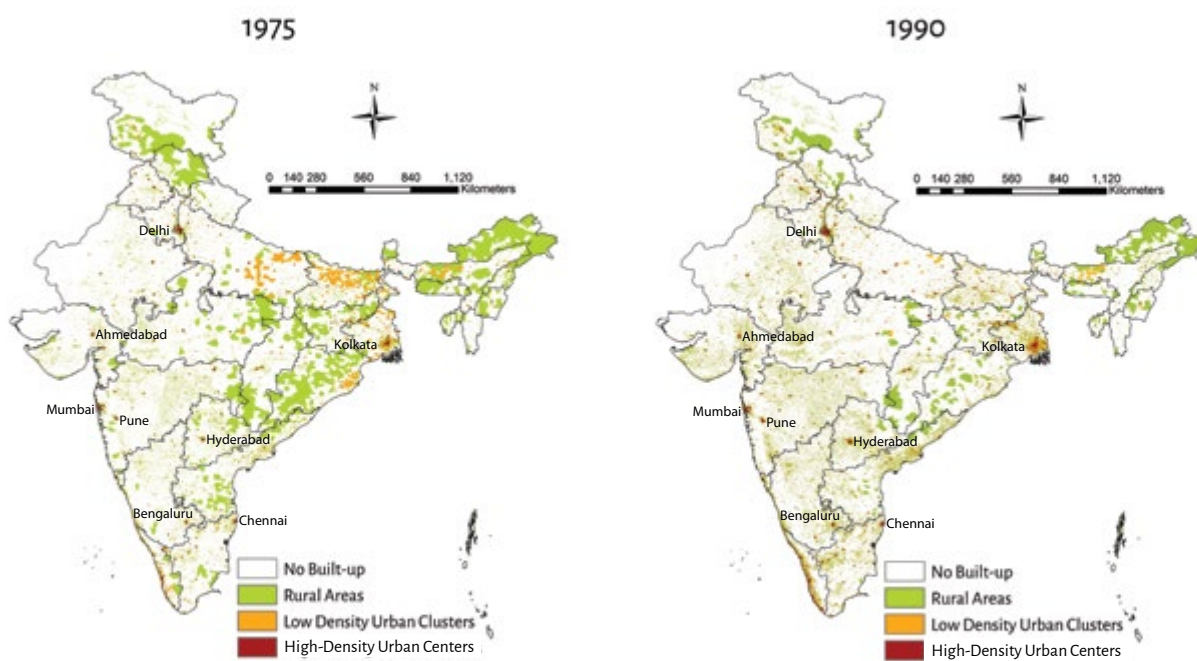 1975
N
0 140 280 560 840 1,120
Kilometers
Delhi
Ahmedabad
Kolkata
Mumbai
Pune
Hyderabad
Bengaluru
Chennai
No Built-up
Rural Areas
Low Density Urban Clusters
High-Density Urban Centers
1990
N
0 140 280 560 840 1,120
Kilometers
Delhi
Ahmedabad
Kolkata
Mumbai
Pune
Hyderabad
Bengaluru
Chennai
No Built-up
Rural Areas
Low Density Urban Clusters
High-Density Urban Centers